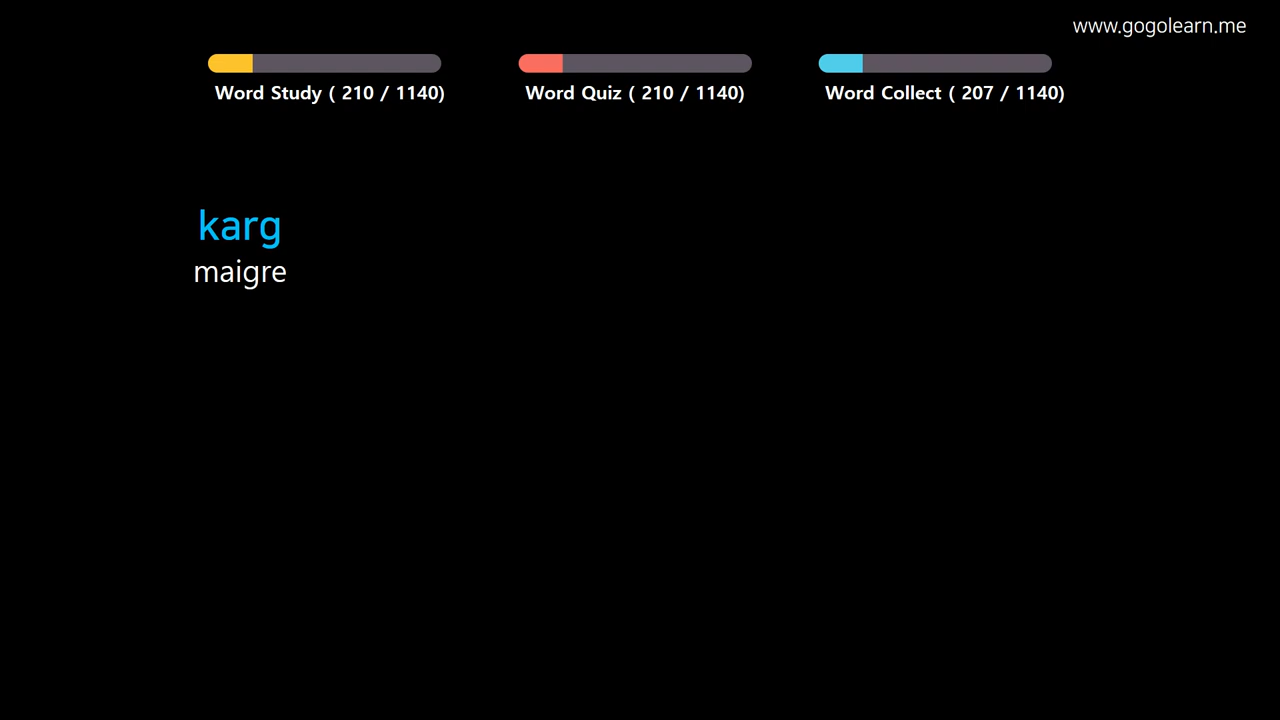 www.gogolearn.me
Word Study ( 210 / 1140)
Word Quiz ( 210 / 1140)
Word Collect ( 207 / 1140)
karg
maigre